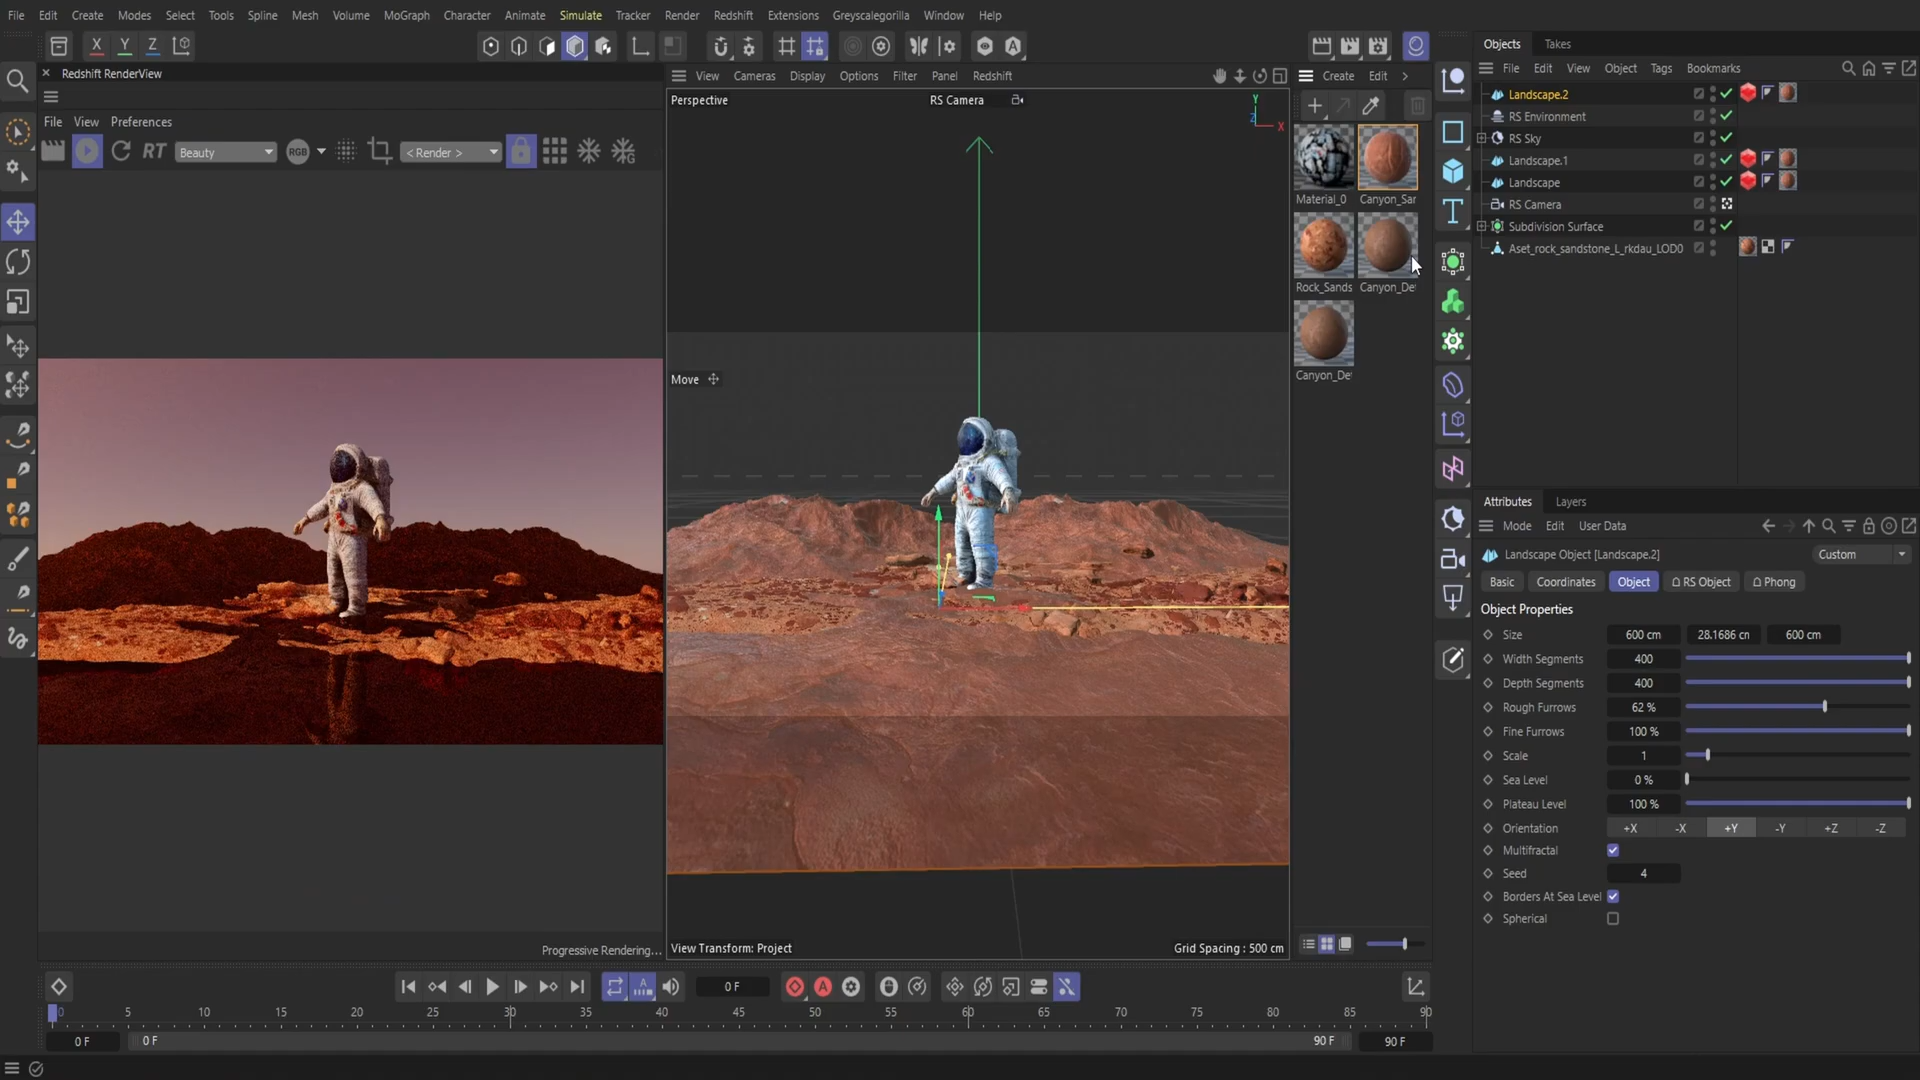 File Edit Create Modes Select Tools Spline Mesh Volume MoGraph Character Animate Simulate Tracker Render Redshift Extensions Greyscalegorilla Window Help
X Y Z
Redshift RenderView
File View Preferences
RT Beauty RGB < Render >
Progressive Rendering...
View Cameras Display Options Filter Panel Redshift
Perspective RS Camera
Y
Z
X
Move
View Transform: Project Grid Spacing : 500 cm
Create Edit
Material_0 Canyon_Sar
Rock_Sands Canyon_De
Canyon_De
Objects Takes
File Edit View Object Tags Bookmarks
Landscape.2
RS Environment
RS Sky
Landscape.1
Landscape
RS Camera
Subdivision Surface
Aset_rock_sandstone_L_rkdau_LOD0
Attributes Layers
Mode Edit User Data
Landscape Object [Landscape.2] Custom
Basic Coordinates Object RS Object Phong
Object Properties
Size 600 cm 28.1686 cn 600 cm
Width Segments 400
Depth Segments 400
Rough Furrows 62 %
Fine Furrows 100 %
Scale 1
Sea Level 0 %
Plateau Level 100 %
Orientation +X -X +Y -Y +Z -Z
Multifractal
Seed 4
Borders At Sea Level
Spherical
0 F
0 5 10 15 20 25 30 35 40 45 50 55 60 65 70 75 80 85 90
0 F 0 F 90 F 90 F